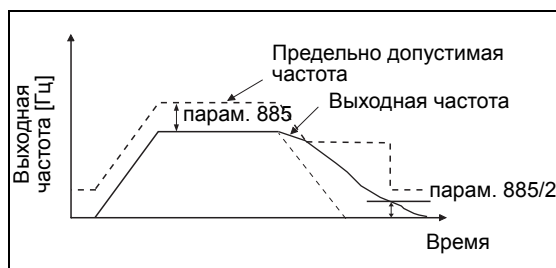 Предельно допустимая
частота
парам. 885
Выходная частота
Выходная
частота [Гц]
парам. 885/2
Время